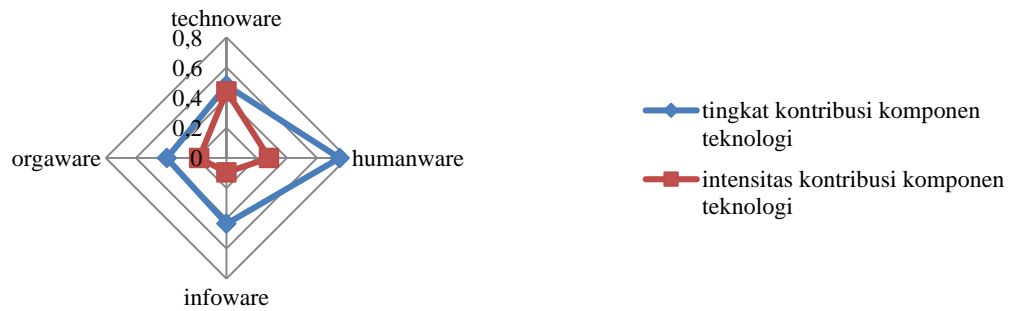 technoware
0,8
0,6
0,4
0,2
0
orgaware
humanware
infoware
tingkat kontribusi komponen
teknologi
intensitas kontribusi komponen
teknologi